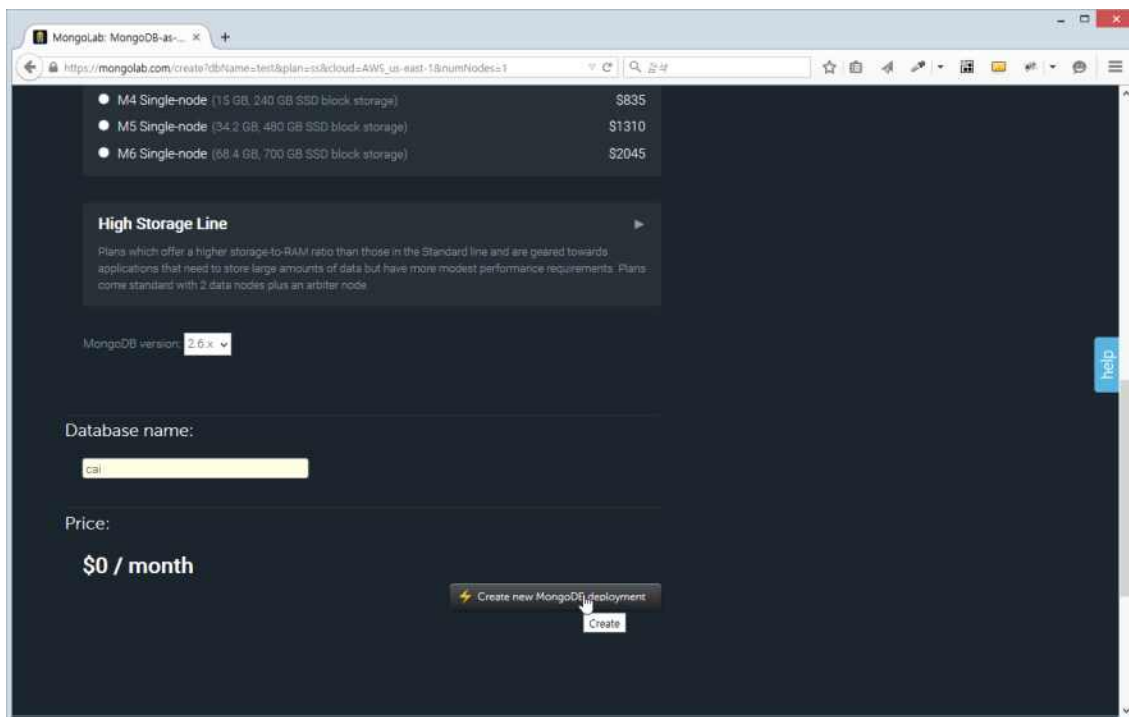 MongoLab: MongoDB-as-...
https://mongolab.com/create?dbName=test&plan=ss&cloud=AWS_us-east-1&numNodes=1
검색
M4 Single-node (15 GB, 240 GB SSD block storage) $835
M5 Single-node (34.2 GB, 480 GB SSD block storage) $1310
M6 Single-node (68.4 GB, 700 GB SSD block storage) $2045
High Storage Line
Plans which offer a higher storage-to-RAM ratio than those in the Standard line and are geared towards
applications that need to store large amounts of data but have more modest performance requirements. Plans
come standard with 2 data nodes plus an arbiter node.
MongoDB version: 2.6.x
help
Database name:
cai
Price:
$0 / month
Create new MongoDB deployment
Create